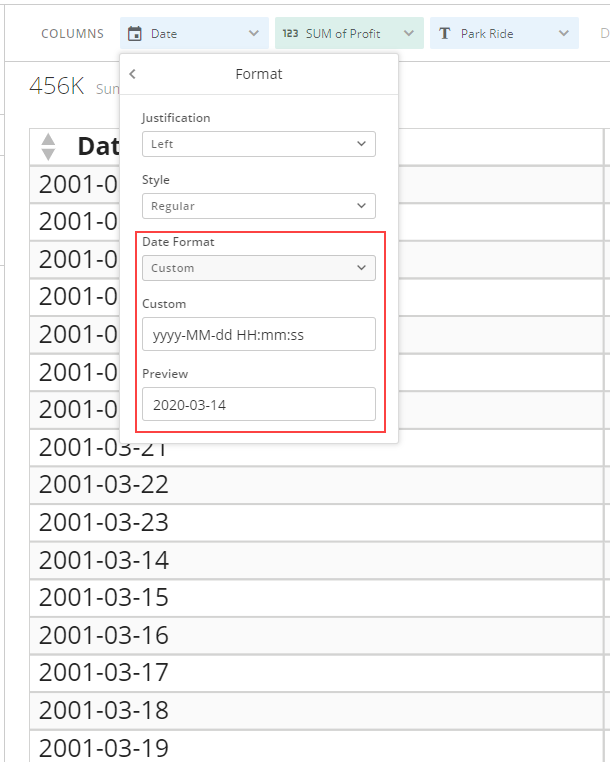 COLUMNS Date 123 SUM of Profit T Park Ride D
456K Sum
Format
Justification
Left
Dat
Style
2001-0
Regular
2001-0
Date Format
2001-0
Custom
2001-0
Custom
yyyy-MM-dd HH:mm:ss
2001-0
Preview
2001-0
2020-03-14
2001-0
2001-03-21
2001-03-22
2001-03-23
2001-03-14
2001-03-15
2001-03-16
2001-03-17
2001-03-18
2001-03-19